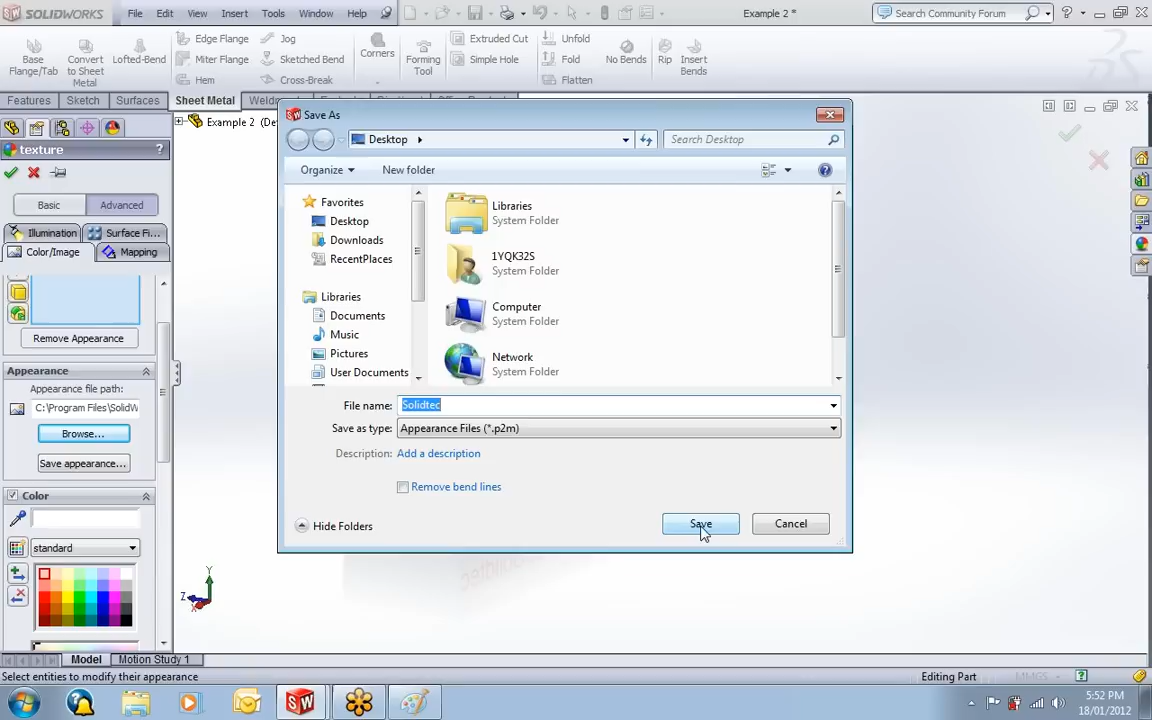 SOLIDWORKS File Edit View Insert Tools Window Help Example 2 * Search Community Forum
Base Flange/Tab
Convert to Sheet Metal
Lofted-Bend
Edge Flange
Miter Flange
Hem
Jog
Sketched Bend
Cross-Break
Corners
Forming Tool
Extruded Cut
Simple Hole
Unfold
Fold
Flatten
No Bends
Rip
Insert Bends
Features Sketch Surfaces Sheet Metal
Example 2 (De
texture ?
Basic Advanced
Illumination Surface Fi...
Color/Image Mapping
Remove Appearance
Appearance
Appearance file path:
C:\Program Files\SolidW
Browse...
Save appearance...
Color
standard
Save As
Desktop
Search Desktop
Organize New folder
Favorites
Desktop
Downloads
RecentPlaces
Libraries
Documents
Music
Pictures
User Documents
Libraries
System Folder
1YQK32S
System Folder
Computer
System Folder
Network
System Folder
File name: Solidtec
Save as type: Appearance Files (*.p2m)
Description: Add a description
Remove bend lines
Hide Folders Save Cancel
Y
Z
X
Model Motion Study 1
Select entities to modify their appearance Editing Part MMGS
5:52 PM
18/01/2012